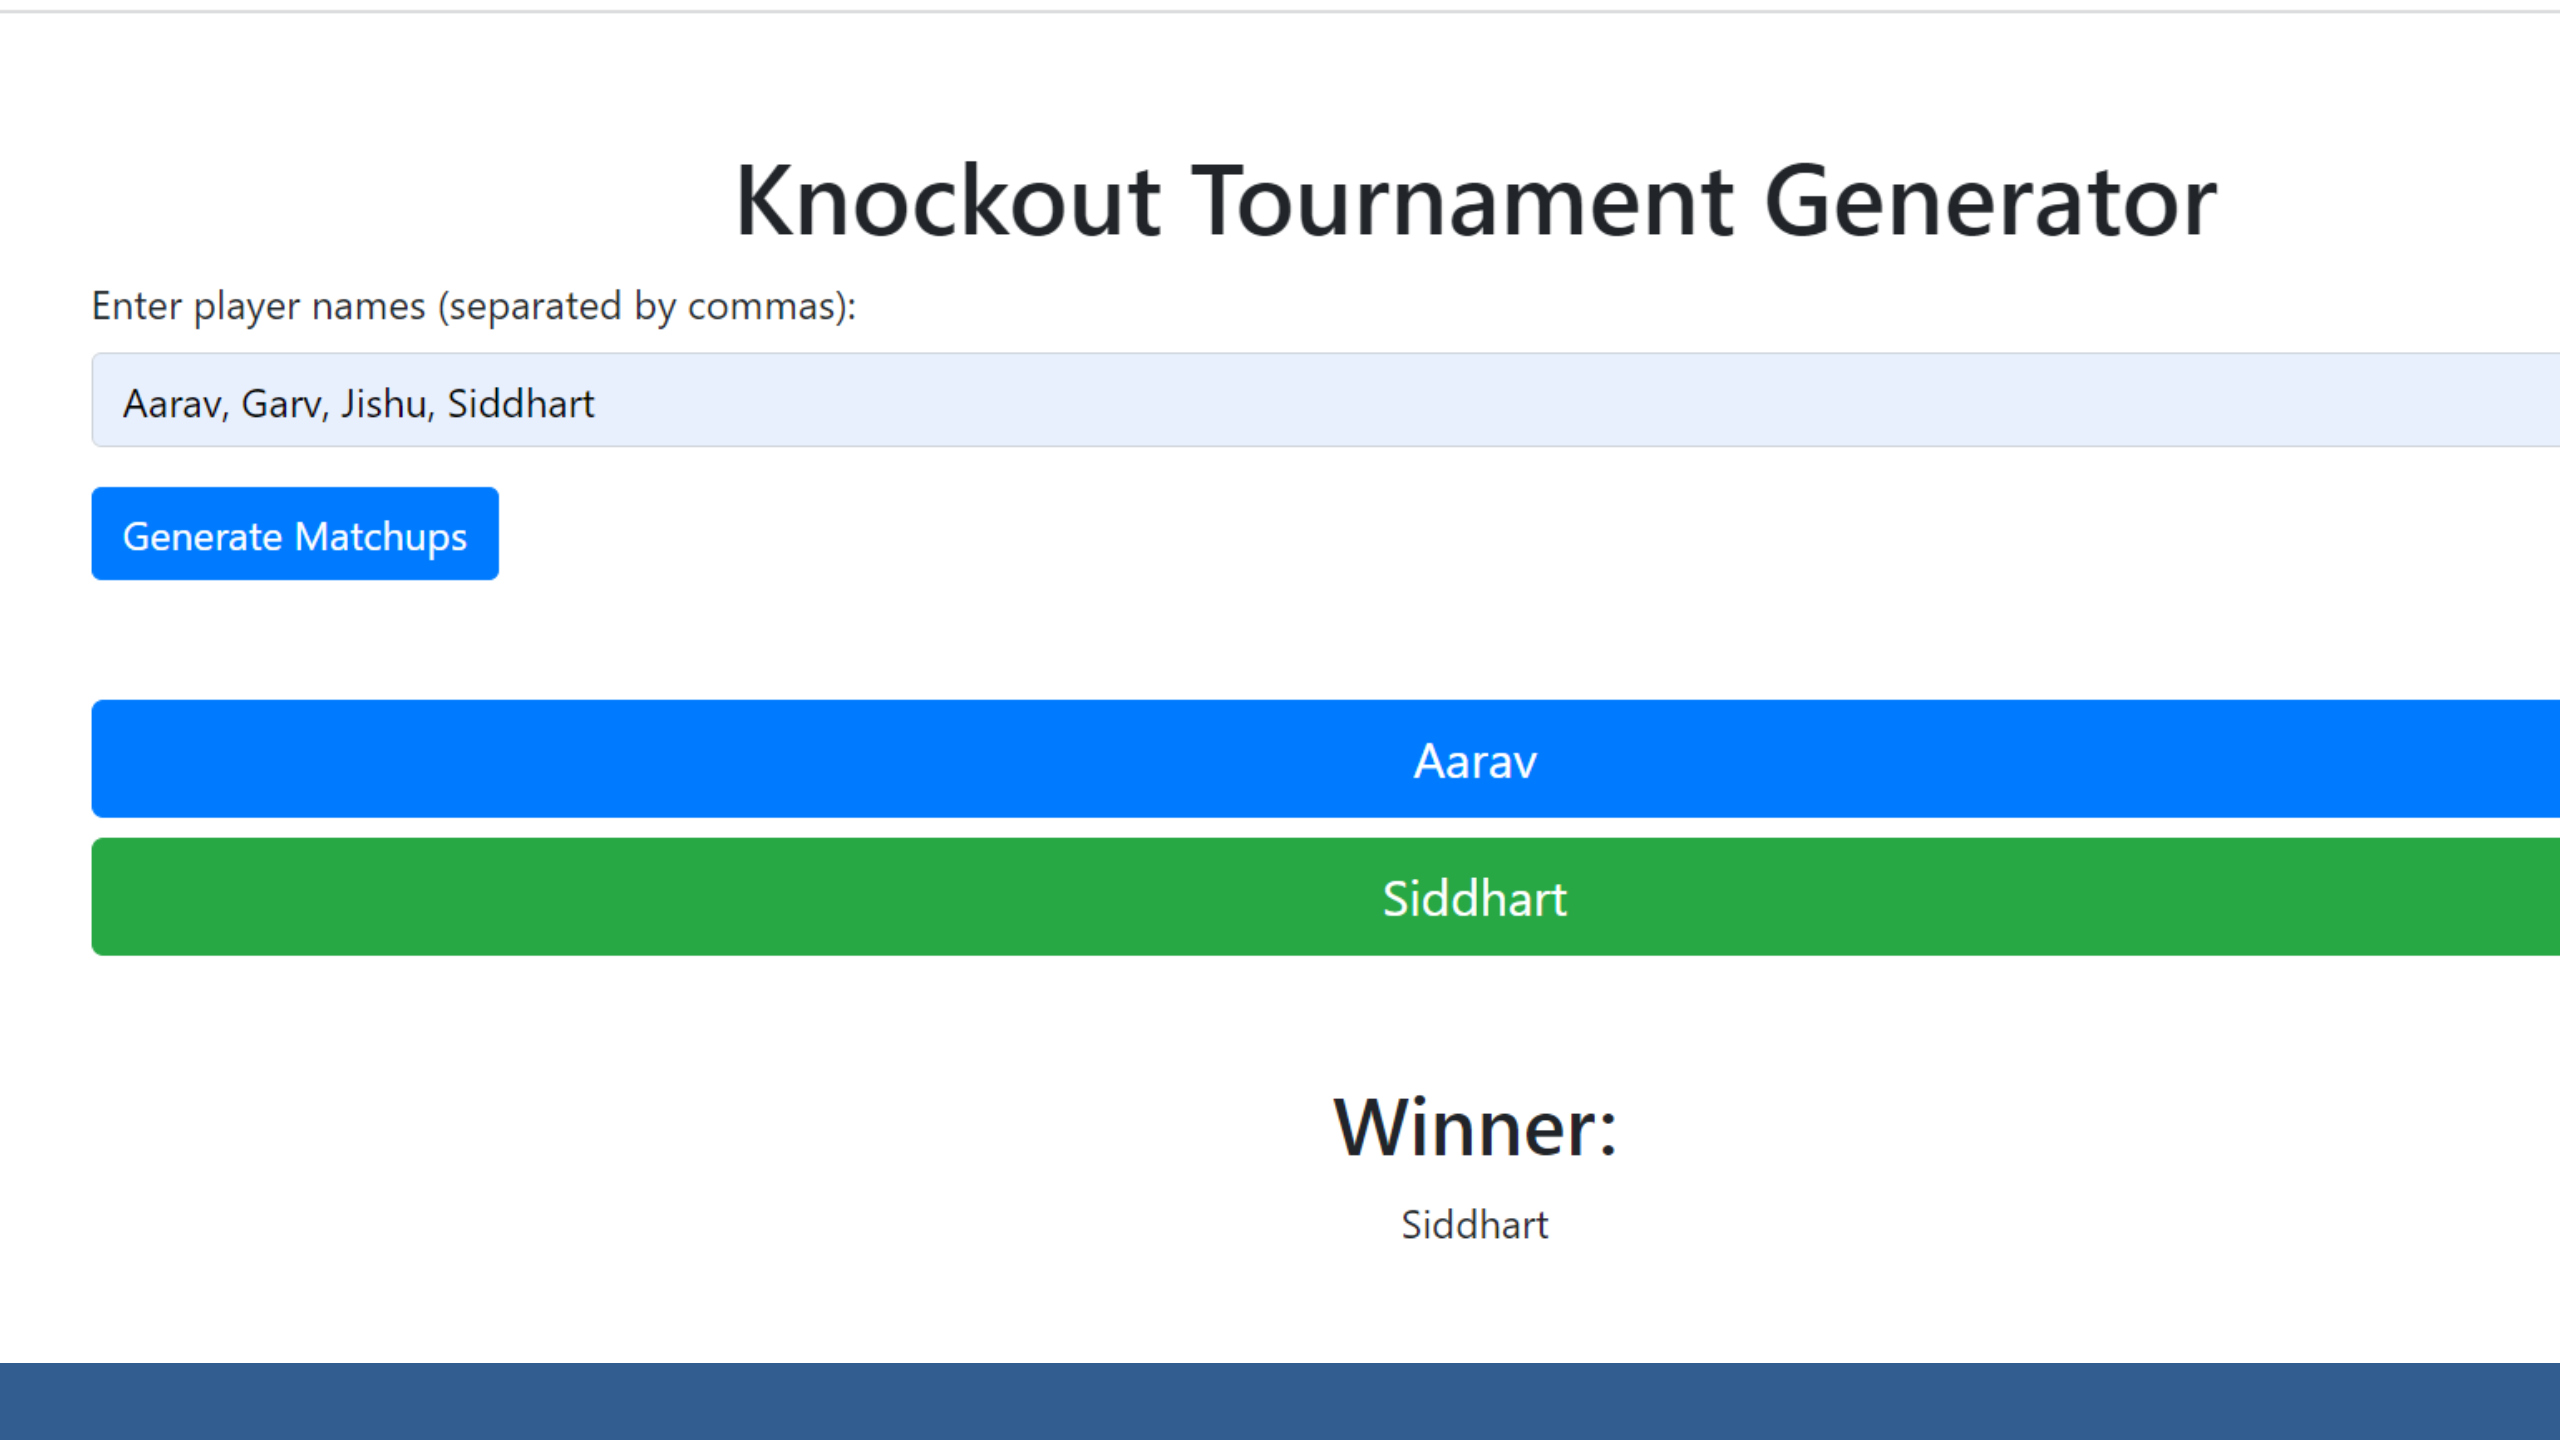 Knockout Tournament Generator
Enter player names (separated by commas):
Aarav, Garv, Jishu, Siddhart
Generate Matchups
Aarav
Siddhart
Winner:
Siddhart